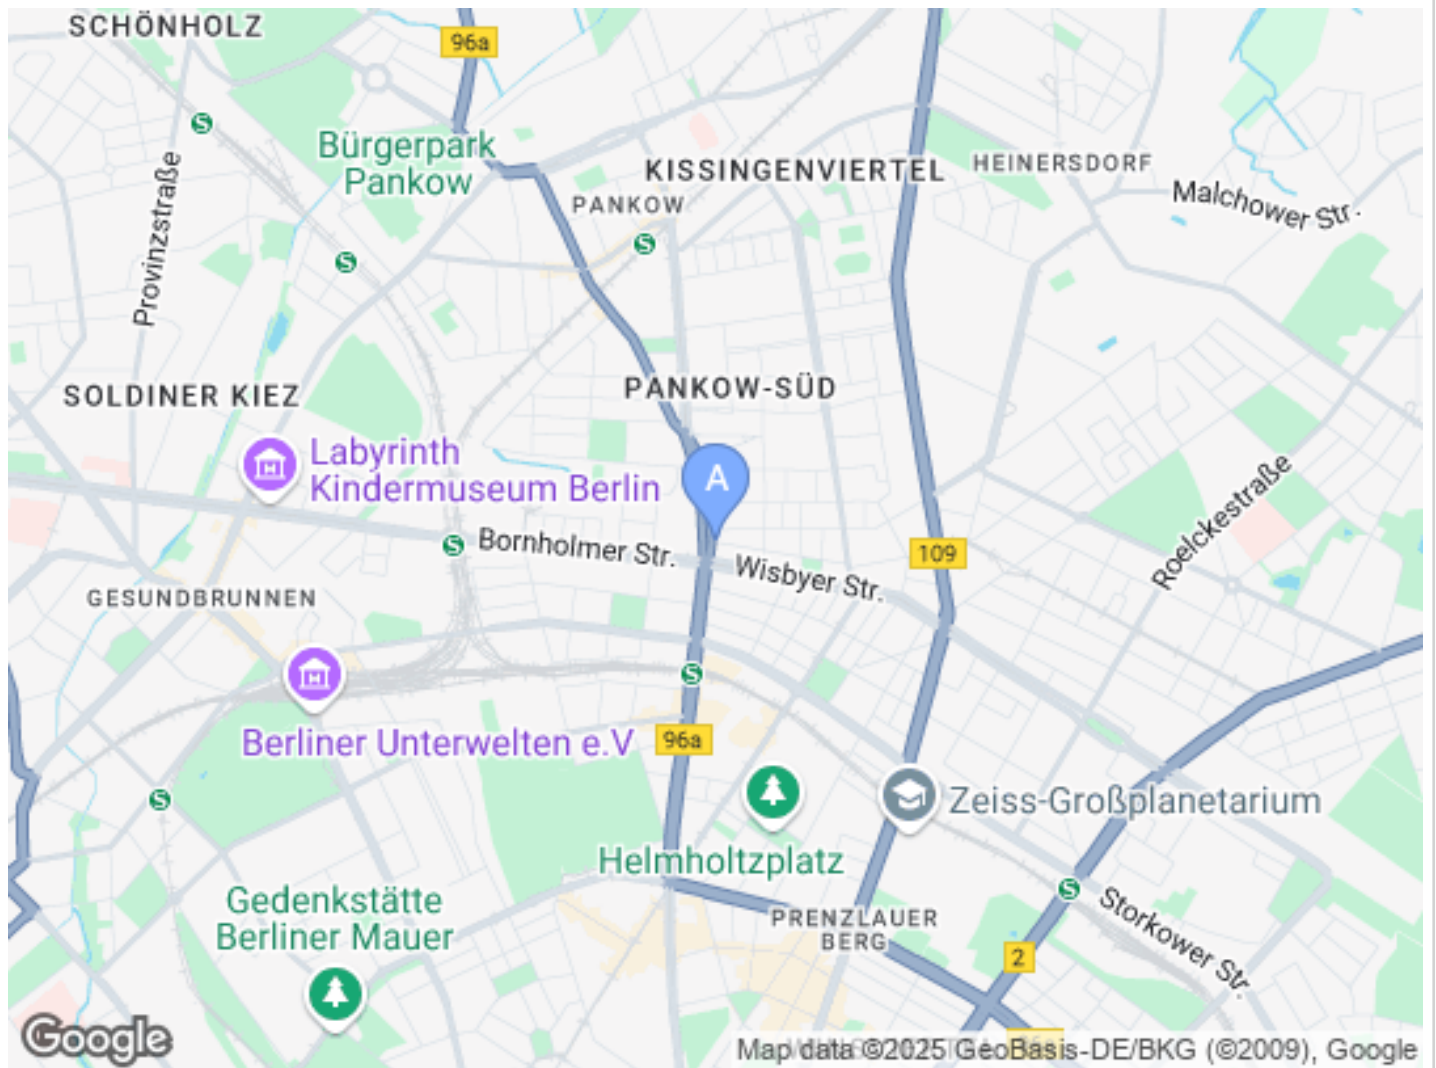 SCHÖNHOLZ
96a
S
Bürgerpark
Pankow
KISSINGENVIERTEL
HEINERSDORF
Provinzstraße
PANKOW
Malchower Str.
S
S
SOLDINER KIEZ
PANKOW-SÜD
Labyrinth
Kindermuseum Berlin
A
Roelckestraße
S
Bornholmer Str.
Wisbyer Str.
109
GESUNDBRUNNEN
S
Berliner Unterwelten e.V
96a
S
Zeiss-Großplanetarium
Helmholtzplatz
S
Gedenkstätte
Berliner Mauer
PRENZLAUER
BERG
Storkower Str.
2
Google
Map data ©2025 GeoBasis-DE/BKG (©2009), Google